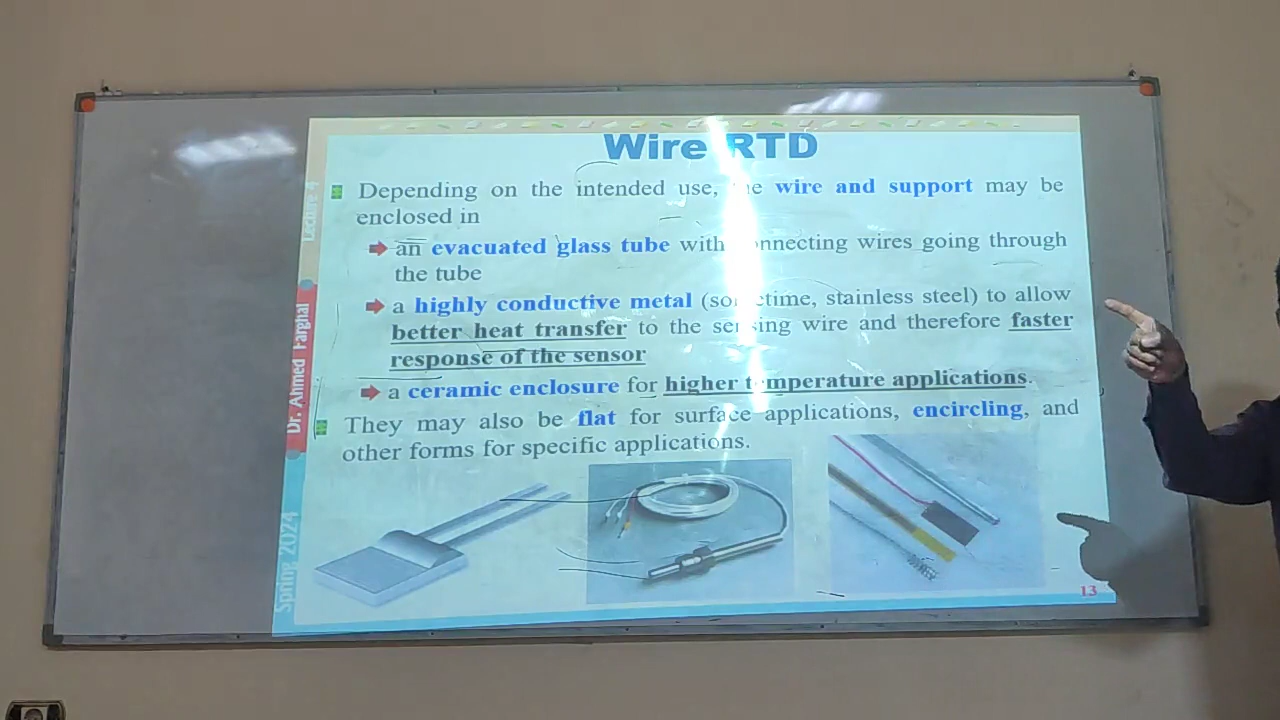 Wire RTD
Depending on the intended use, the wire and support may be
enclosed in
an evacuated glass tube with connecting wires going through
the tube
a highly conductive metal (sometime, stainless steel) to allow
better heat transfer to the sensing wire and therefore faster
response of the sensor
a ceramic enclosure for higher temperature applications.
They may also be flat for surface applications, encircling, and
other forms for specific applications.
Lecture 4
Dr. Ahmed Farghal
Spring 2024
13